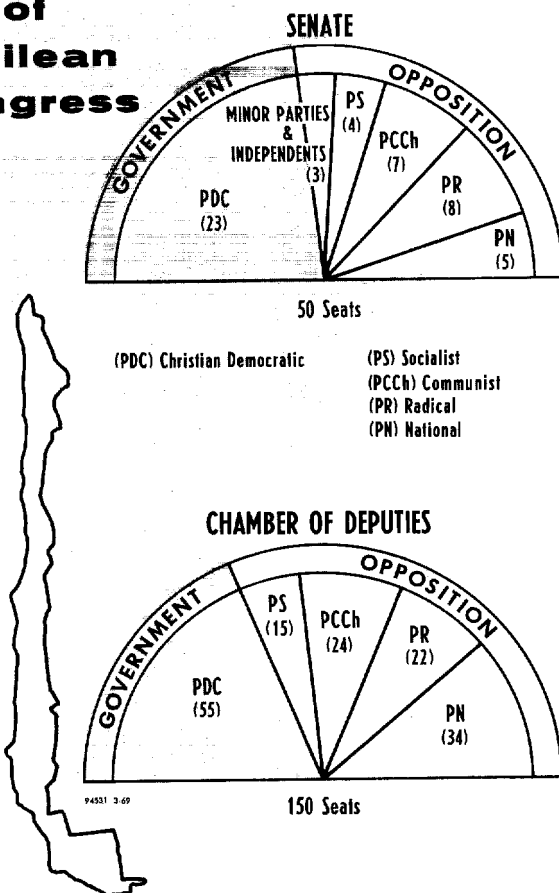 of
ilean
ngress
SENATE
GOVERNMENT
OPPOSITION
MINOR PARTIES
&
INDEPENDENTS
(3)
PDC
(23)
PS
(4)
PCCh
(7)
PR
(8)
PN
(5)
50 Seats
(PDC) Christian Democratic
(PS) Socialist
(PCCh) Communist
(PR) Radical
(PN) National
CHAMBER OF DEPUTIES
GOVERNMENT
OPPOSITION
PDC
(55)
PS
(15)
PCCh
(24)
PR
(22)
PN
(34)
94531 3-69
150 Seats